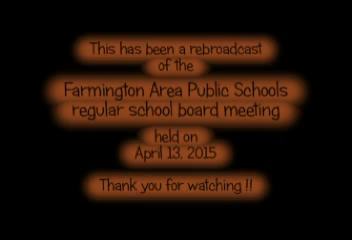 This has been a rebroadcast
of the
Farmington Area Public Schools
regular school board meeting
held on
April 13, 2015
Thank you for watching !!